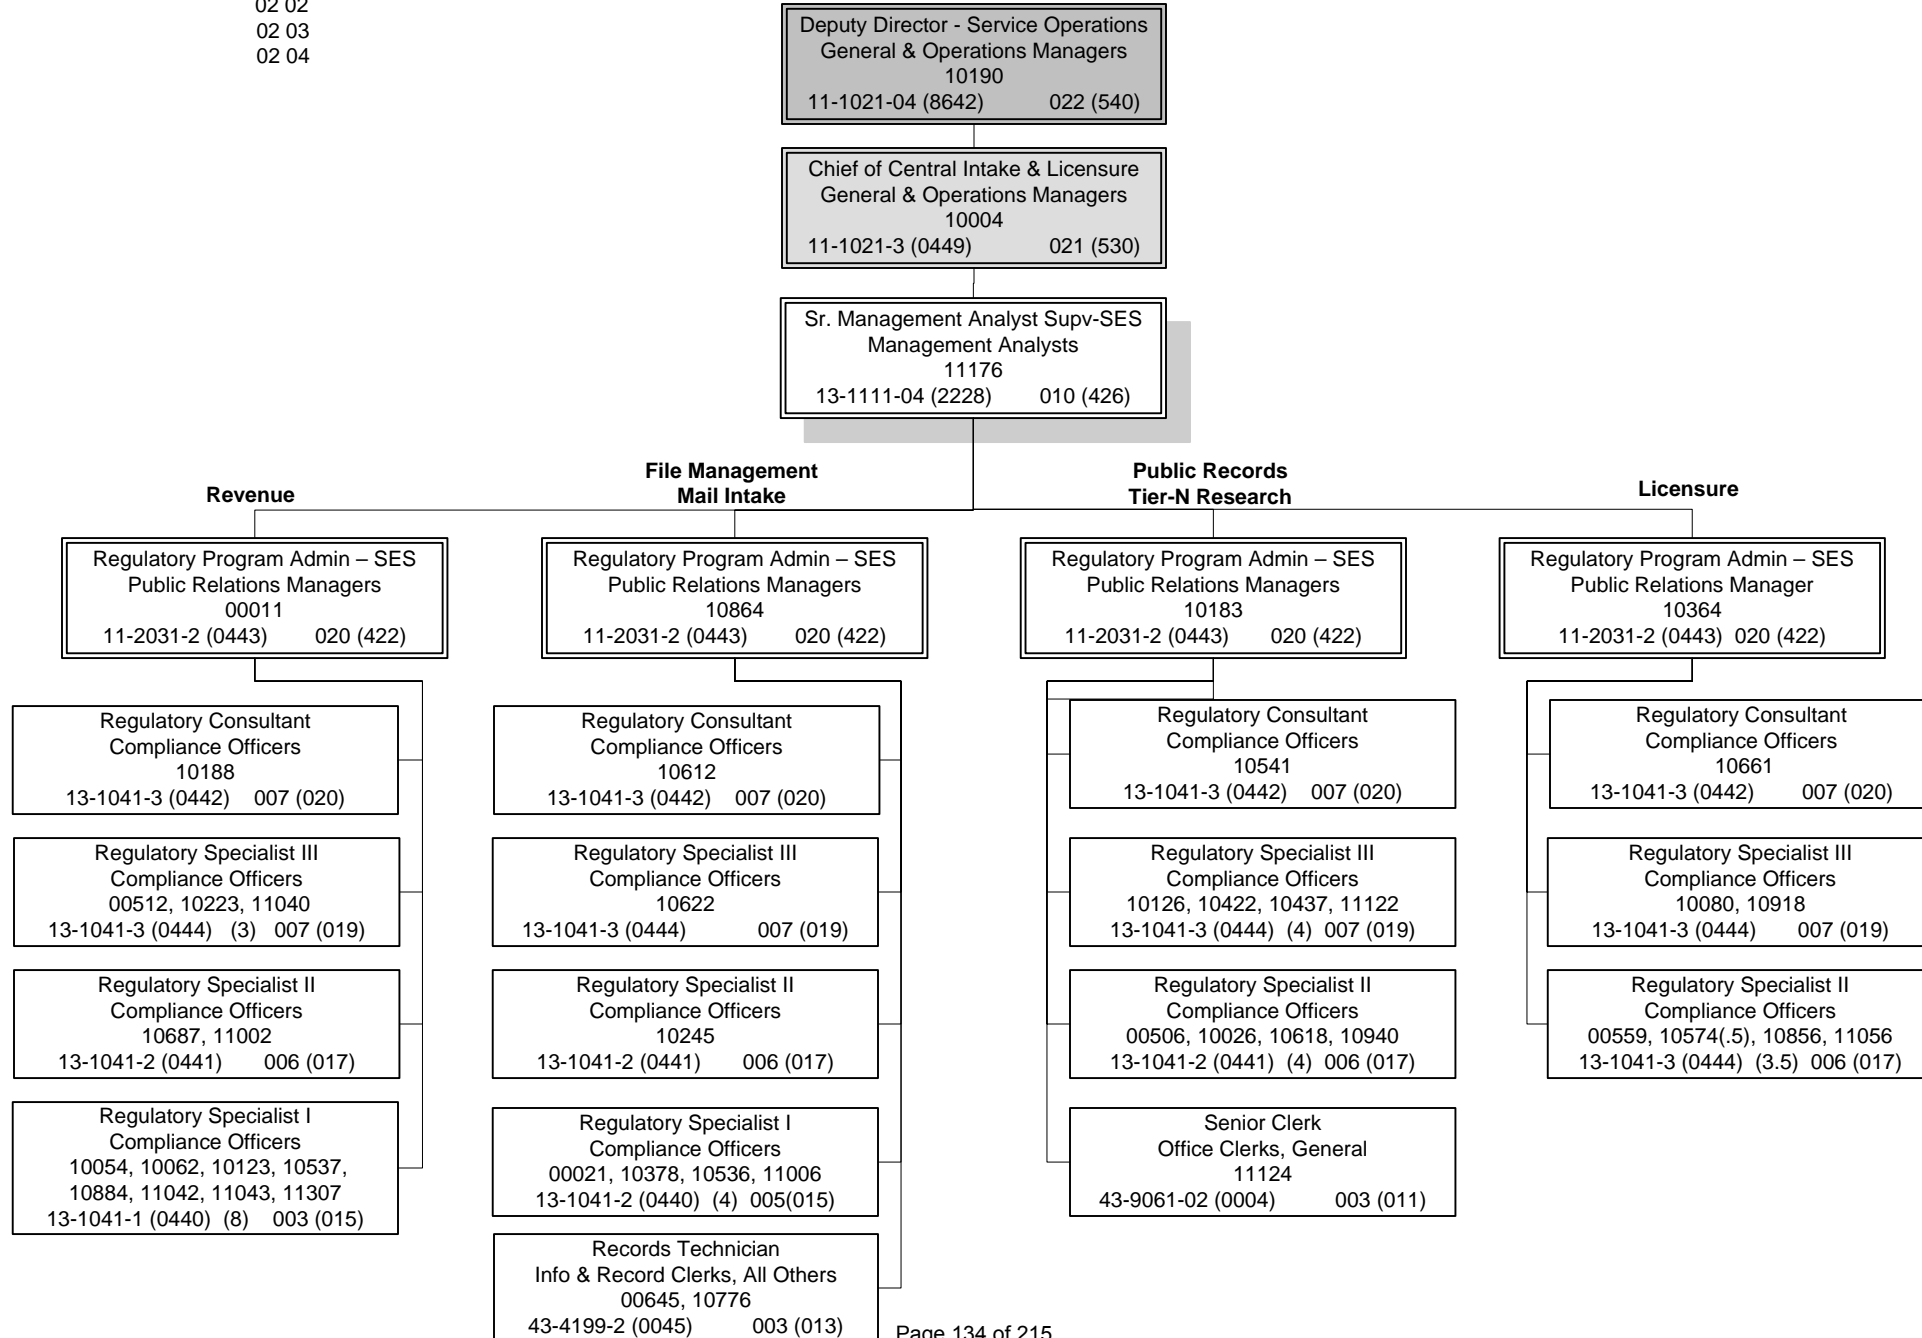 02 02
02 03
02 04
Deputy Director - Service Operations
General & Operations Managers
10190
11-1021-04 (8642) 022 (540)
Chief of Central Intake & Licensure
General & Operations Managers
10004
11-1021-3 (0449) 021 (530)
Sr. Management Analyst Supv-SES
Management Analysts
11176
13-1111-04 (2228) 010 (426)
Revenue
Regulatory Program Admin – SES
Public Relations Managers
00011
11-2031-2 (0443) 020 (422)
Regulatory Consultant
Compliance Officers
10188
13-1041-3 (0442) 007 (020)
Regulatory Specialist III
Compliance Officers
00512, 10223, 11040
13-1041-3 (0444) (3) 007 (019)
Regulatory Specialist II
Compliance Officers
10687, 11002
13-1041-2 (0441) 006 (017)
Regulatory Specialist I
Compliance Officers
10054, 10062, 10123, 10537,
10884, 11042, 11043, 11307
13-1041-1 (0440) (8) 003 (015)
File Management
Mail Intake
Regulatory Program Admin – SES
Public Relations Managers
10864
11-2031-2 (0443) 020 (422)
Regulatory Consultant
Compliance Officers
10612
13-1041-3 (0442) 007 (020)
Regulatory Specialist III
Compliance Officers
10622
13-1041-3 (0444) 007 (019)
Regulatory Specialist II
Compliance Officers
10245
13-1041-2 (0441) 006 (017)
Regulatory Specialist I
Compliance Officers
00021, 10378, 10536, 11006
13-1041-2 (0440) (4) 005(015)
Records Technician
Info & Record Clerks, All Others
00645, 10776
43-4199-2 (0045) 003 (013)
Public Records
Tier-N Research
Regulatory Program Admin – SES
Public Relations Managers
10183
11-2031-2 (0443) 020 (422)
Regulatory Consultant
Compliance Officers
10541
13-1041-3 (0442) 007 (020)
Regulatory Specialist III
Compliance Officers
10126, 10422, 10437, 11122
13-1041-3 (0444) (4) 007 (019)
Regulatory Specialist II
Compliance Officers
00506, 10026, 10618, 10940
13-1041-2 (0441) (4) 006 (017)
Senior Clerk
Office Clerks, General
11124
43-9061-02 (0004) 003 (011)
Licensure
Regulatory Program Admin – SES
Public Relations Manager
10364
11-2031-2 (0443) 020 (422)
Regulatory Consultant
Compliance Officers
10661
13-1041-3 (0442) 007 (020)
Regulatory Specialist III
Compliance Officers
10080, 10918
13-1041-3 (0444) 007 (019)
Regulatory Specialist II
Compliance Officers
00559, 10574(.5), 10856, 11056
13-1041-3 (0444) (3.5) 006 (017)
Page 134 of 215